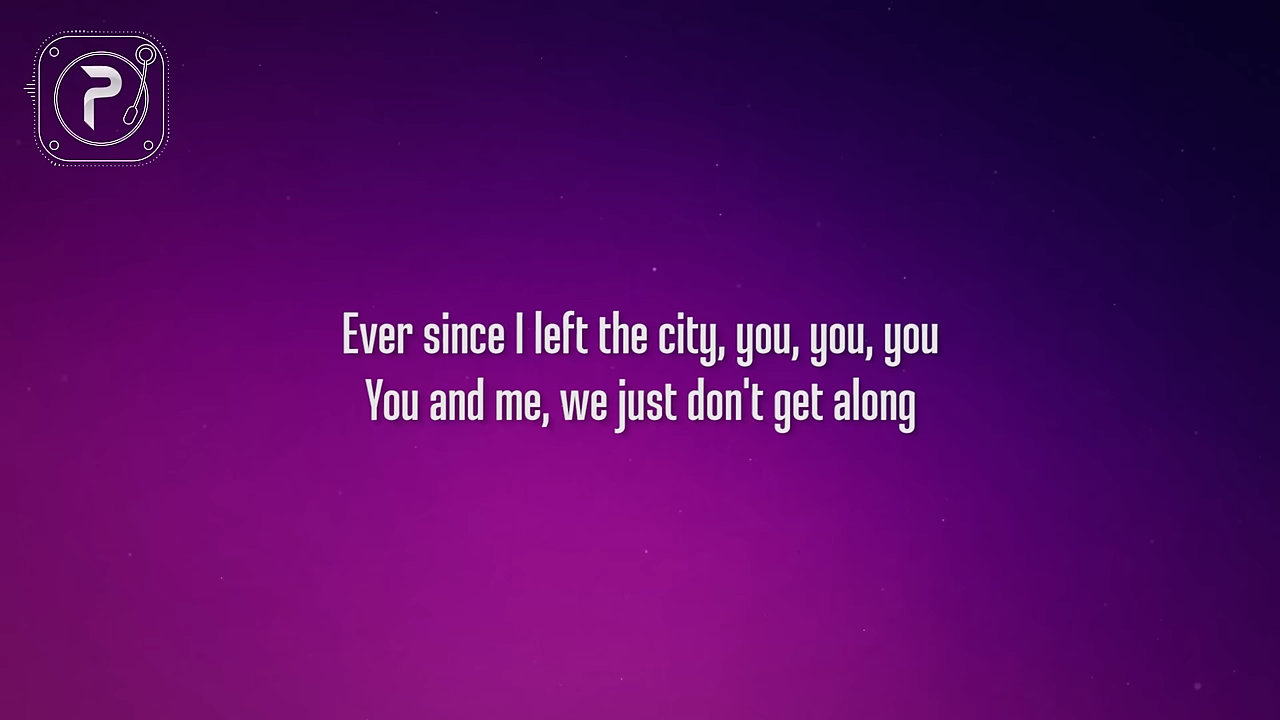 P
Ever since I left the city, you, you, you
You and me, we just don't get along